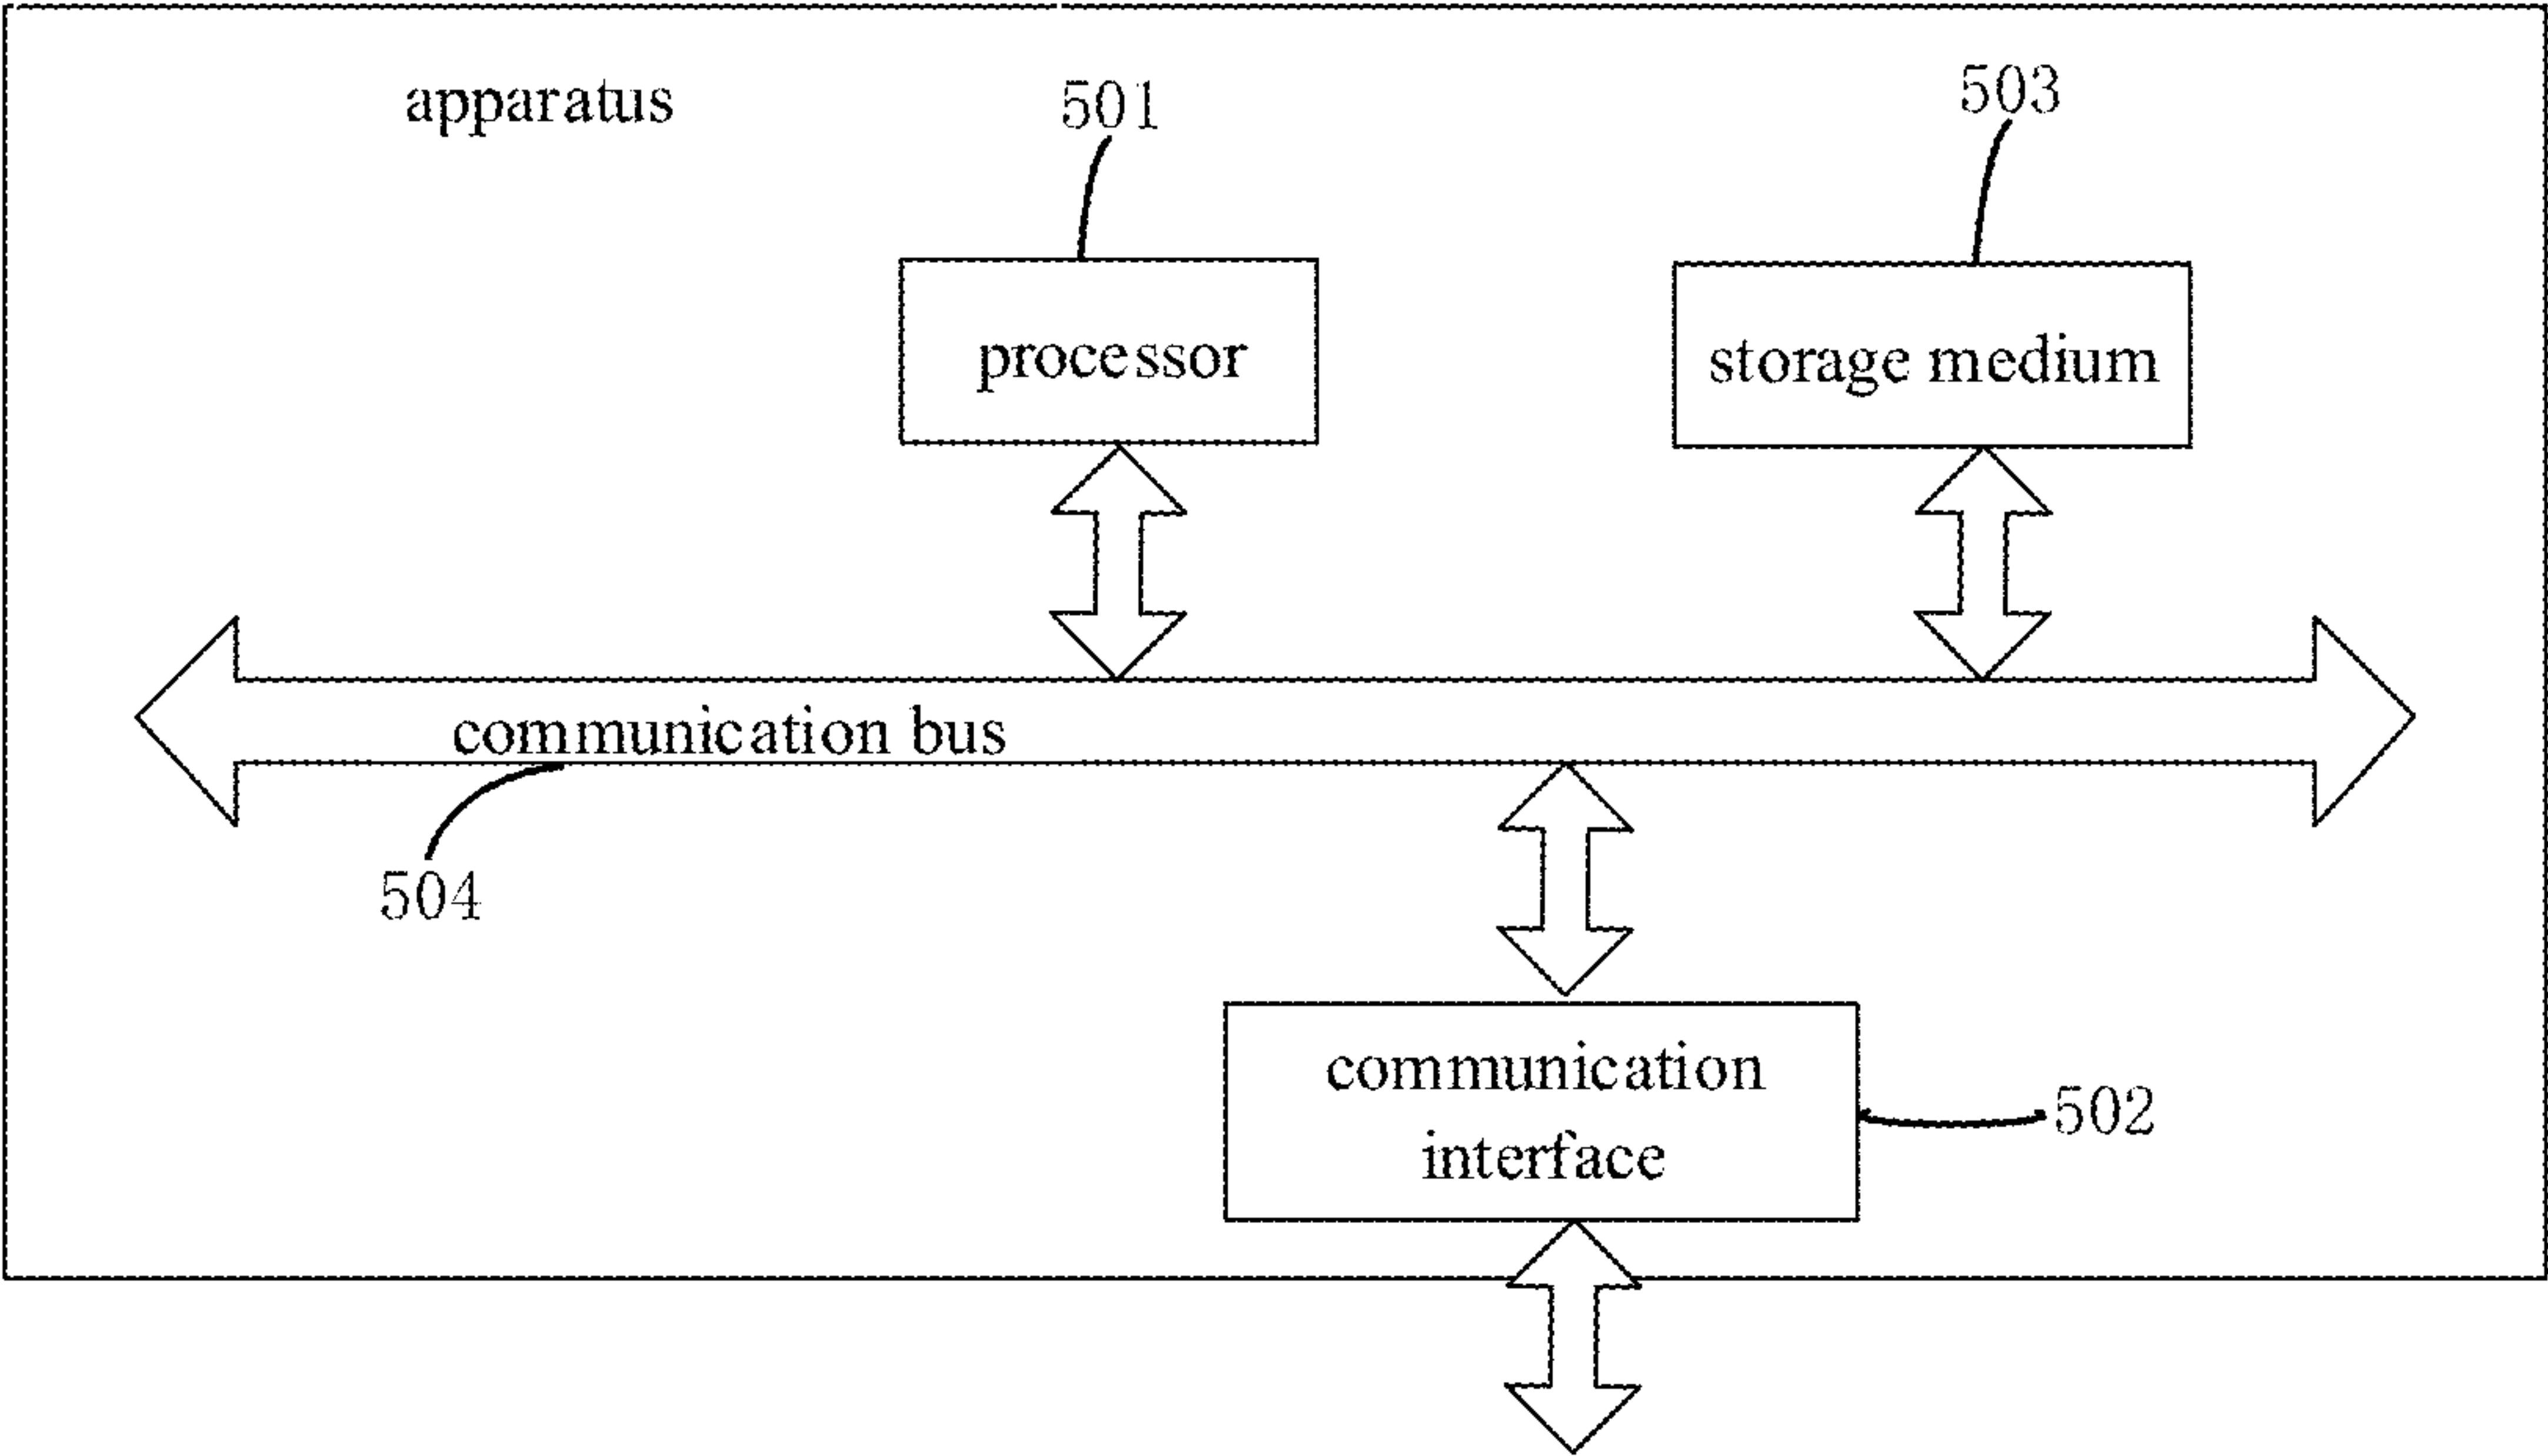 apparatus
501
503
processor
storage medium
communication bus
504
communication
interface
502